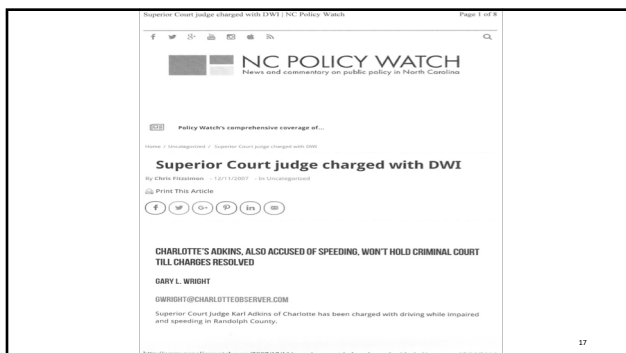 Superior Court judge charged with DWI | NC Policy Watch Page 1 of 8
NC POLICY WATCH
News and commentary on public policy in North Carolina
Policy Watch's comprehensive coverage of...
Home / Uncategorized / Superior Court judge charged with DWI
Superior Court judge charged with DWI
By Chris Fitzsimon - 12/11/2007 - In Uncategorized
Print This Article
CHARLOTTE'S ADKINS, ALSO ACCUSED OF SPEEDING, WON'T HOLD CRIMINAL COURT
TILL CHARGES RESOLVED
GARY L. WRIGHT
GWRIGHT@CHARLOTTEOBSERVER.COM
Superior Court Judge Karl Adkins of Charlotte has been charged with driving while impaired
and speeding in Randolph County.
17